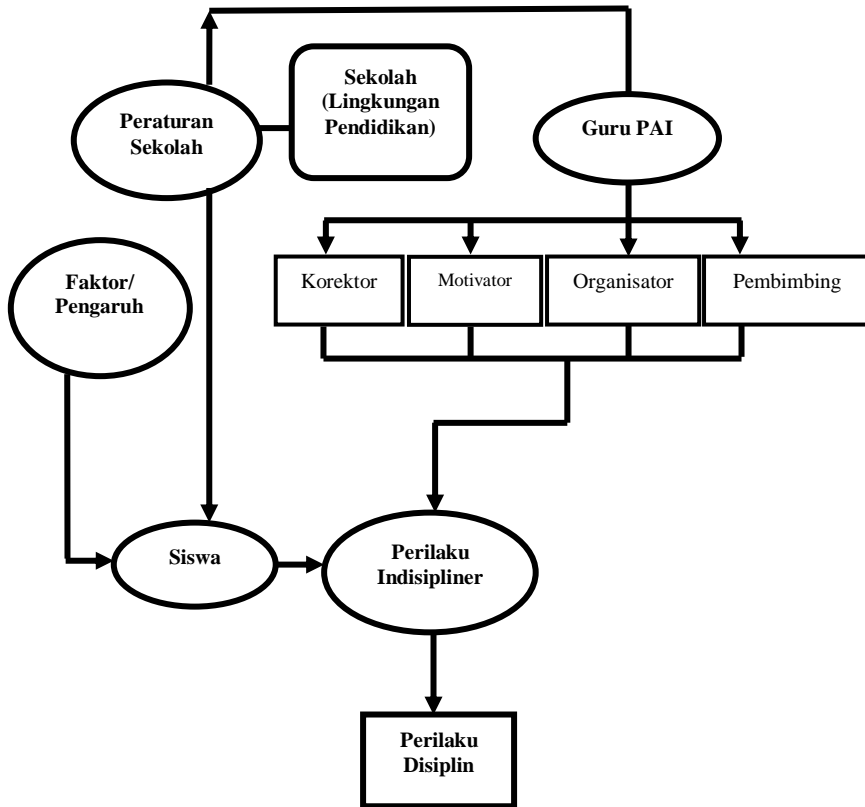 Sekolah
(Lingkungan
Pendidikan)
Peraturan
Sekolah
Guru PAI
Faktor/
Pengaruh
Korektor
Motivator
Organisator
Pembimbing
Siswa
Perilaku
Indisipliner
Perilaku
Disiplin